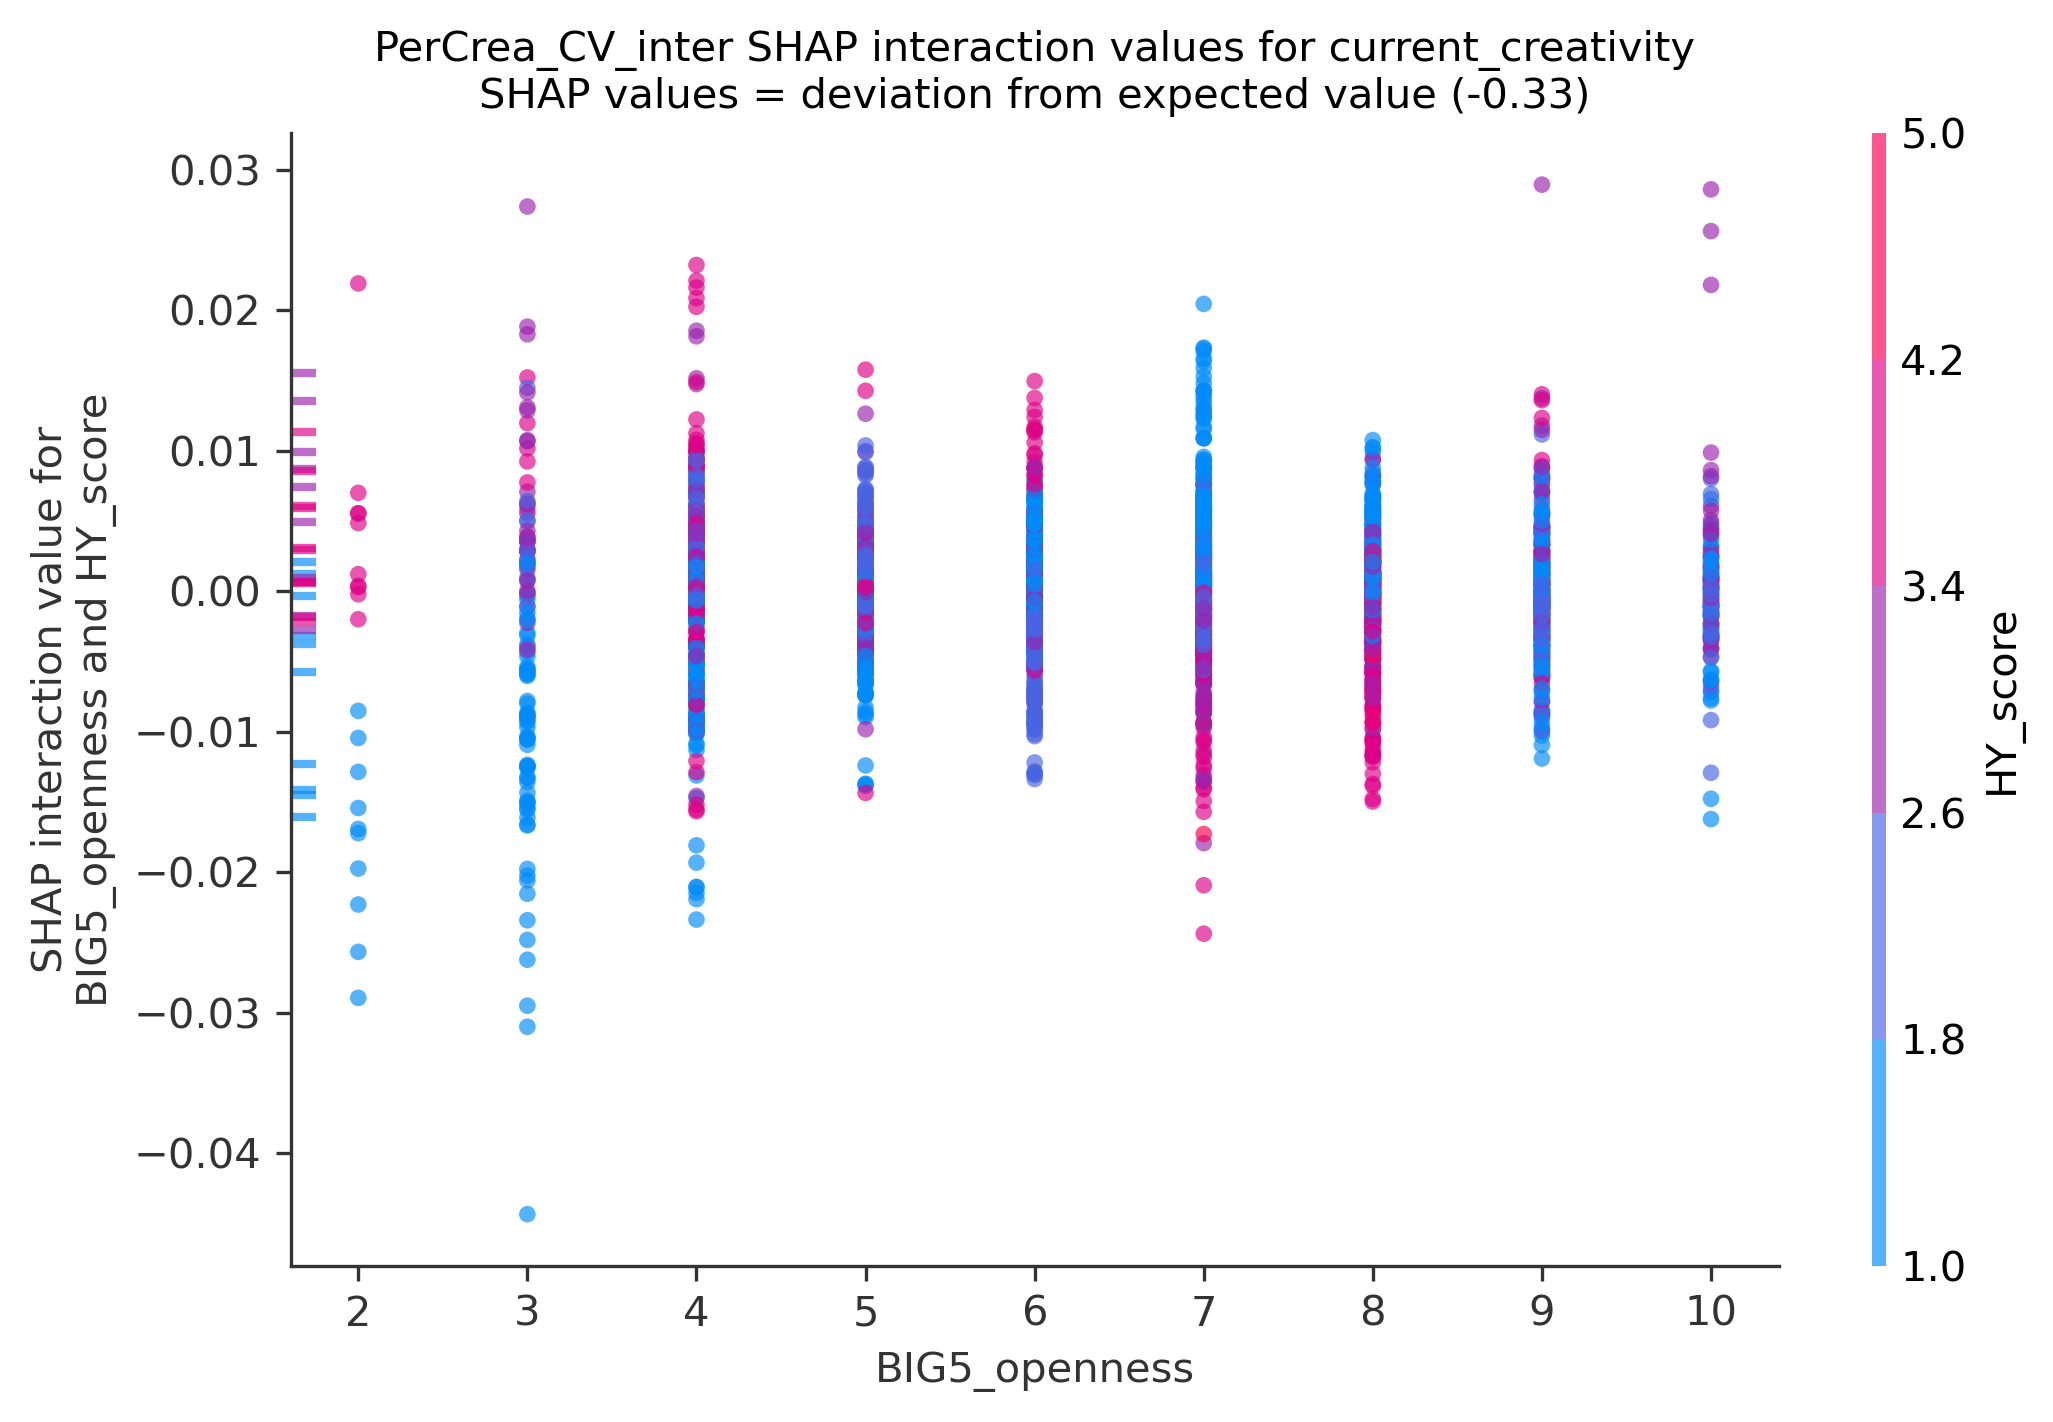 PerCrea_CV_inter SHAP interaction values for current_creativity
SHAP values = deviation from expected value (-0.33)
SHAP interaction value for
BIG5_openness and HY_score
0.03
0.02
0.01
0.00
−0.01
−0.02
−0.03
−0.04
2 3 4 5 6 7 8 9 10
BIG5_openness
5.0
4.2
3.4
2.6
1.8
1.0
HY_score